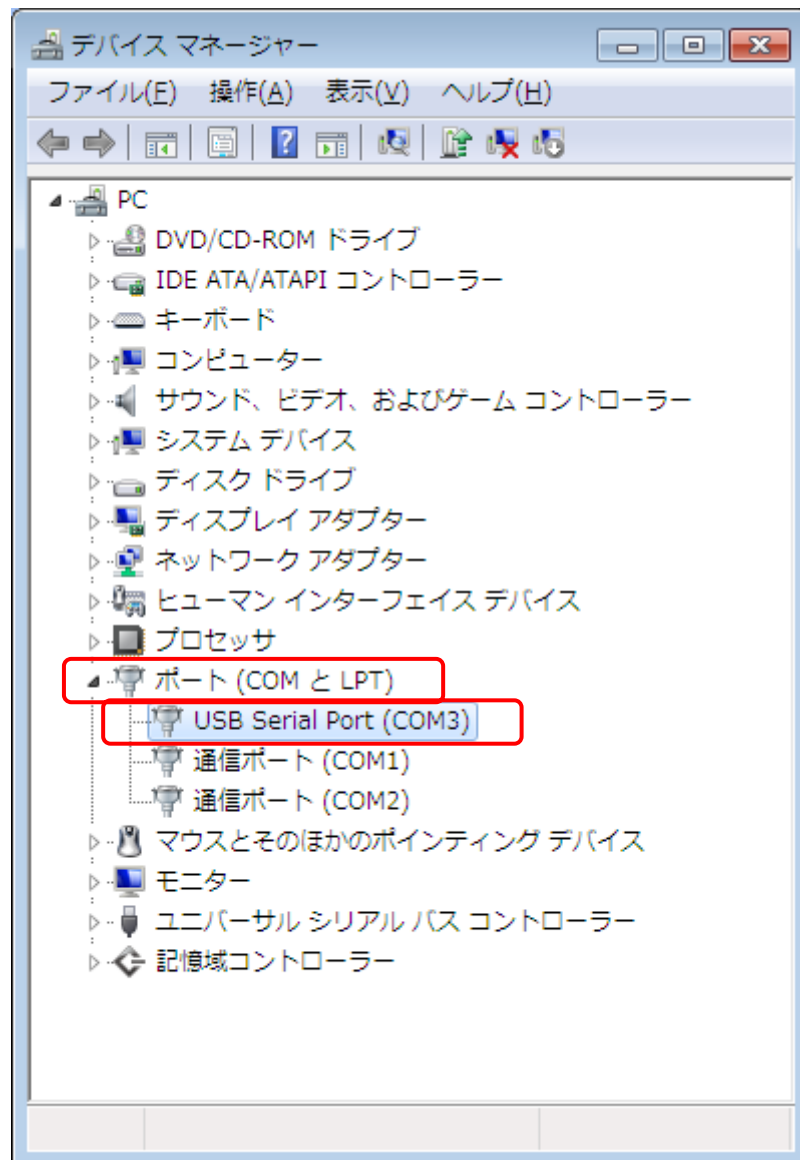 デバイス マネージャー
ファイル(F) 操作(A) 表示(V) ヘルプ(H)
PC
DVD/CD-ROM ドライブ
IDE ATA/ATAPI コントローラー
キーボード
コンピューター
サウンド、ビデオ、およびゲーム コントローラー
システム デバイス
ディスク ドライブ
ディスプレイ アダプター
ネットワーク アダプター
ヒューマン インターフェイス デバイス
プロセッサ
ポート (COM と LPT)
USB Serial Port (COM3)
通信ポート (COM1)
通信ポート (COM2)
マウスとそのほかのポインティング デバイス
モニター
ユニバーサル シリアル バス コントローラー
記憶域コントローラー